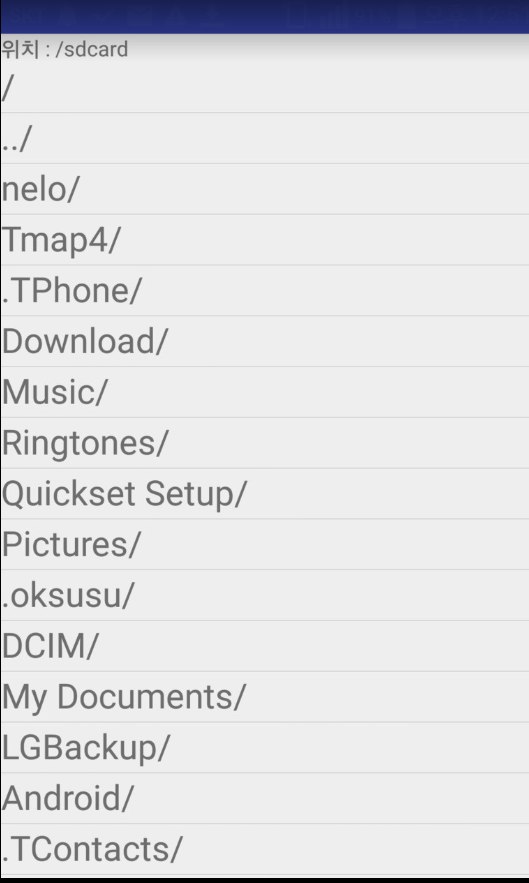 위치 : /sdcard
/
../
nelo/
Tmap4/
.TPhone/
Download/
Music/
Ringtones/
Quickset Setup/
Pictures/
.oksusu/
DCIM/
My Documents/
LGBackup/
Android/
.TContacts/